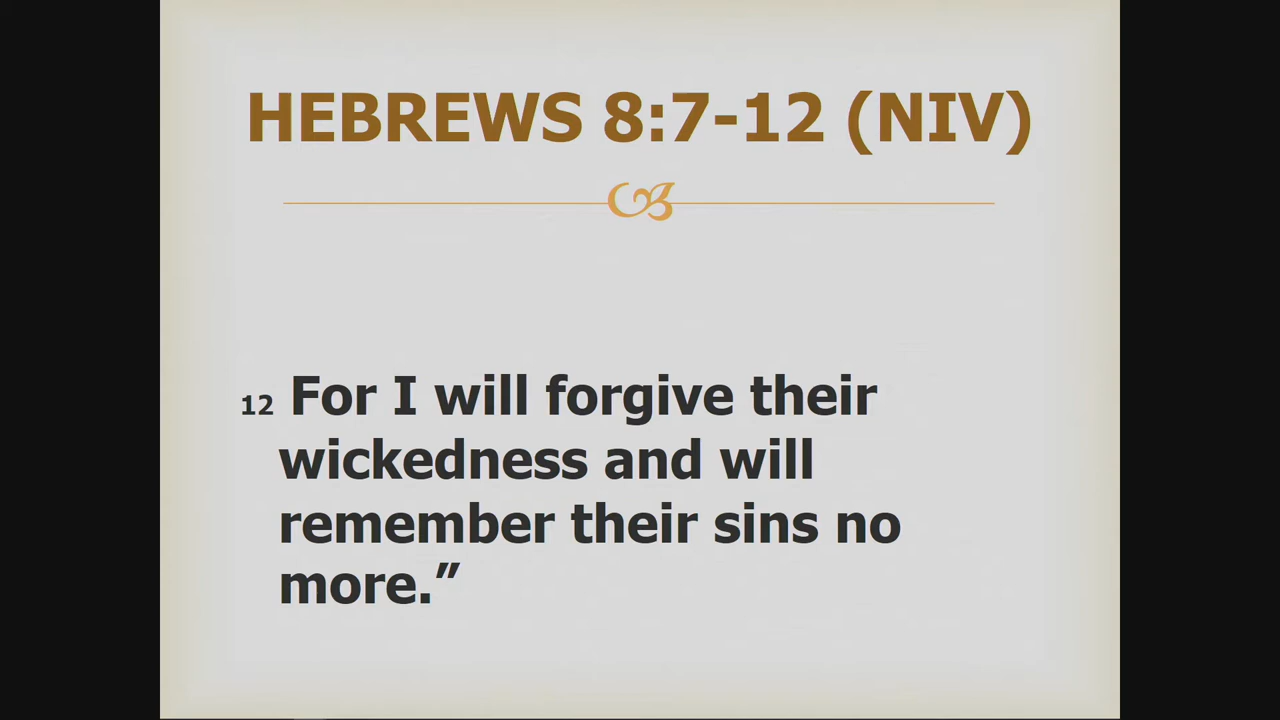 HEBREWS 8:7-12 (NIV)
12 For I will forgive their
wickedness and will
remember their sins no
more.”